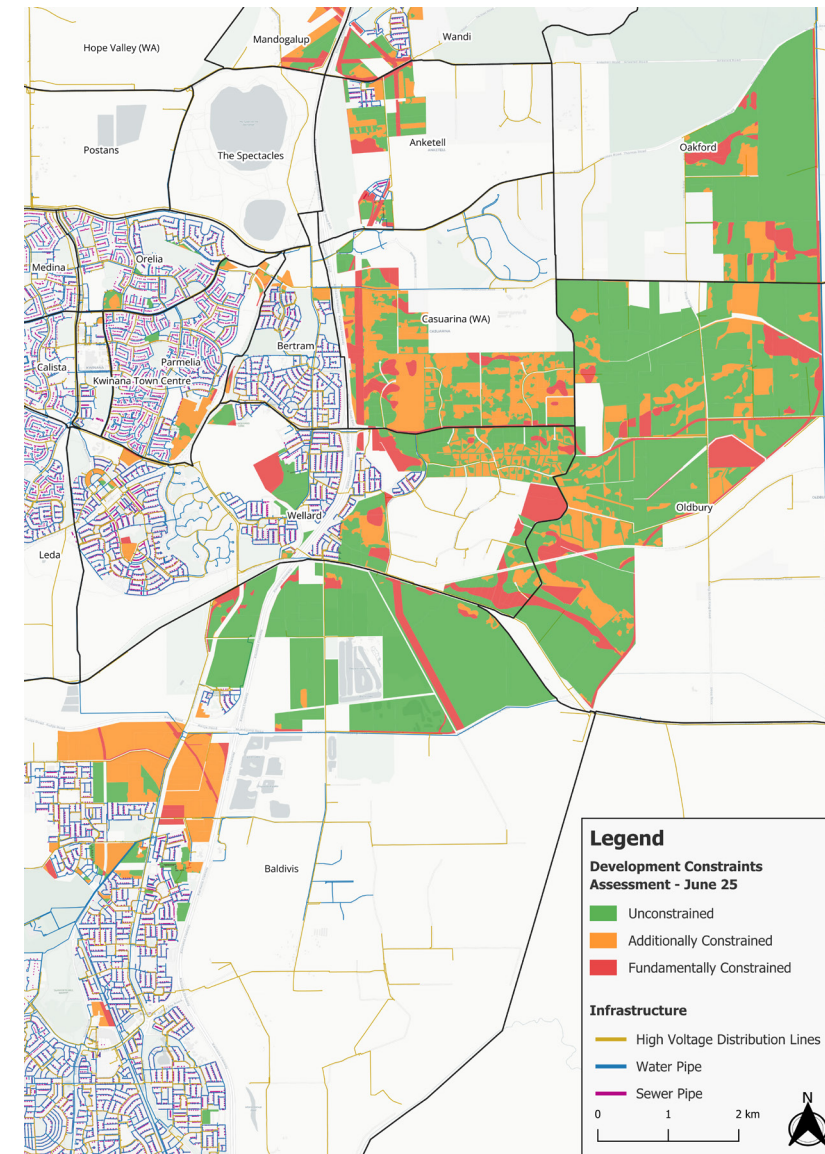 Hope Valley (WA)
Mandogalup
Wandi
Postans
The Spectacles
Anketell
Oakford
Medina
Orelia
Casuarina (WA)
Bertram
Calista
Parmelia
Kwinana Town Centre
Wellard
Oldbury
Leda
Baldivis
Legend
Development Constraints
Assessment - June 25
Unconstrained
Additionally Constrained
Fundamentally Constrained
Infrastructure
High Voltage Distribution Lines
Water Pipe
Sewer Pipe
N
0 1 2 km